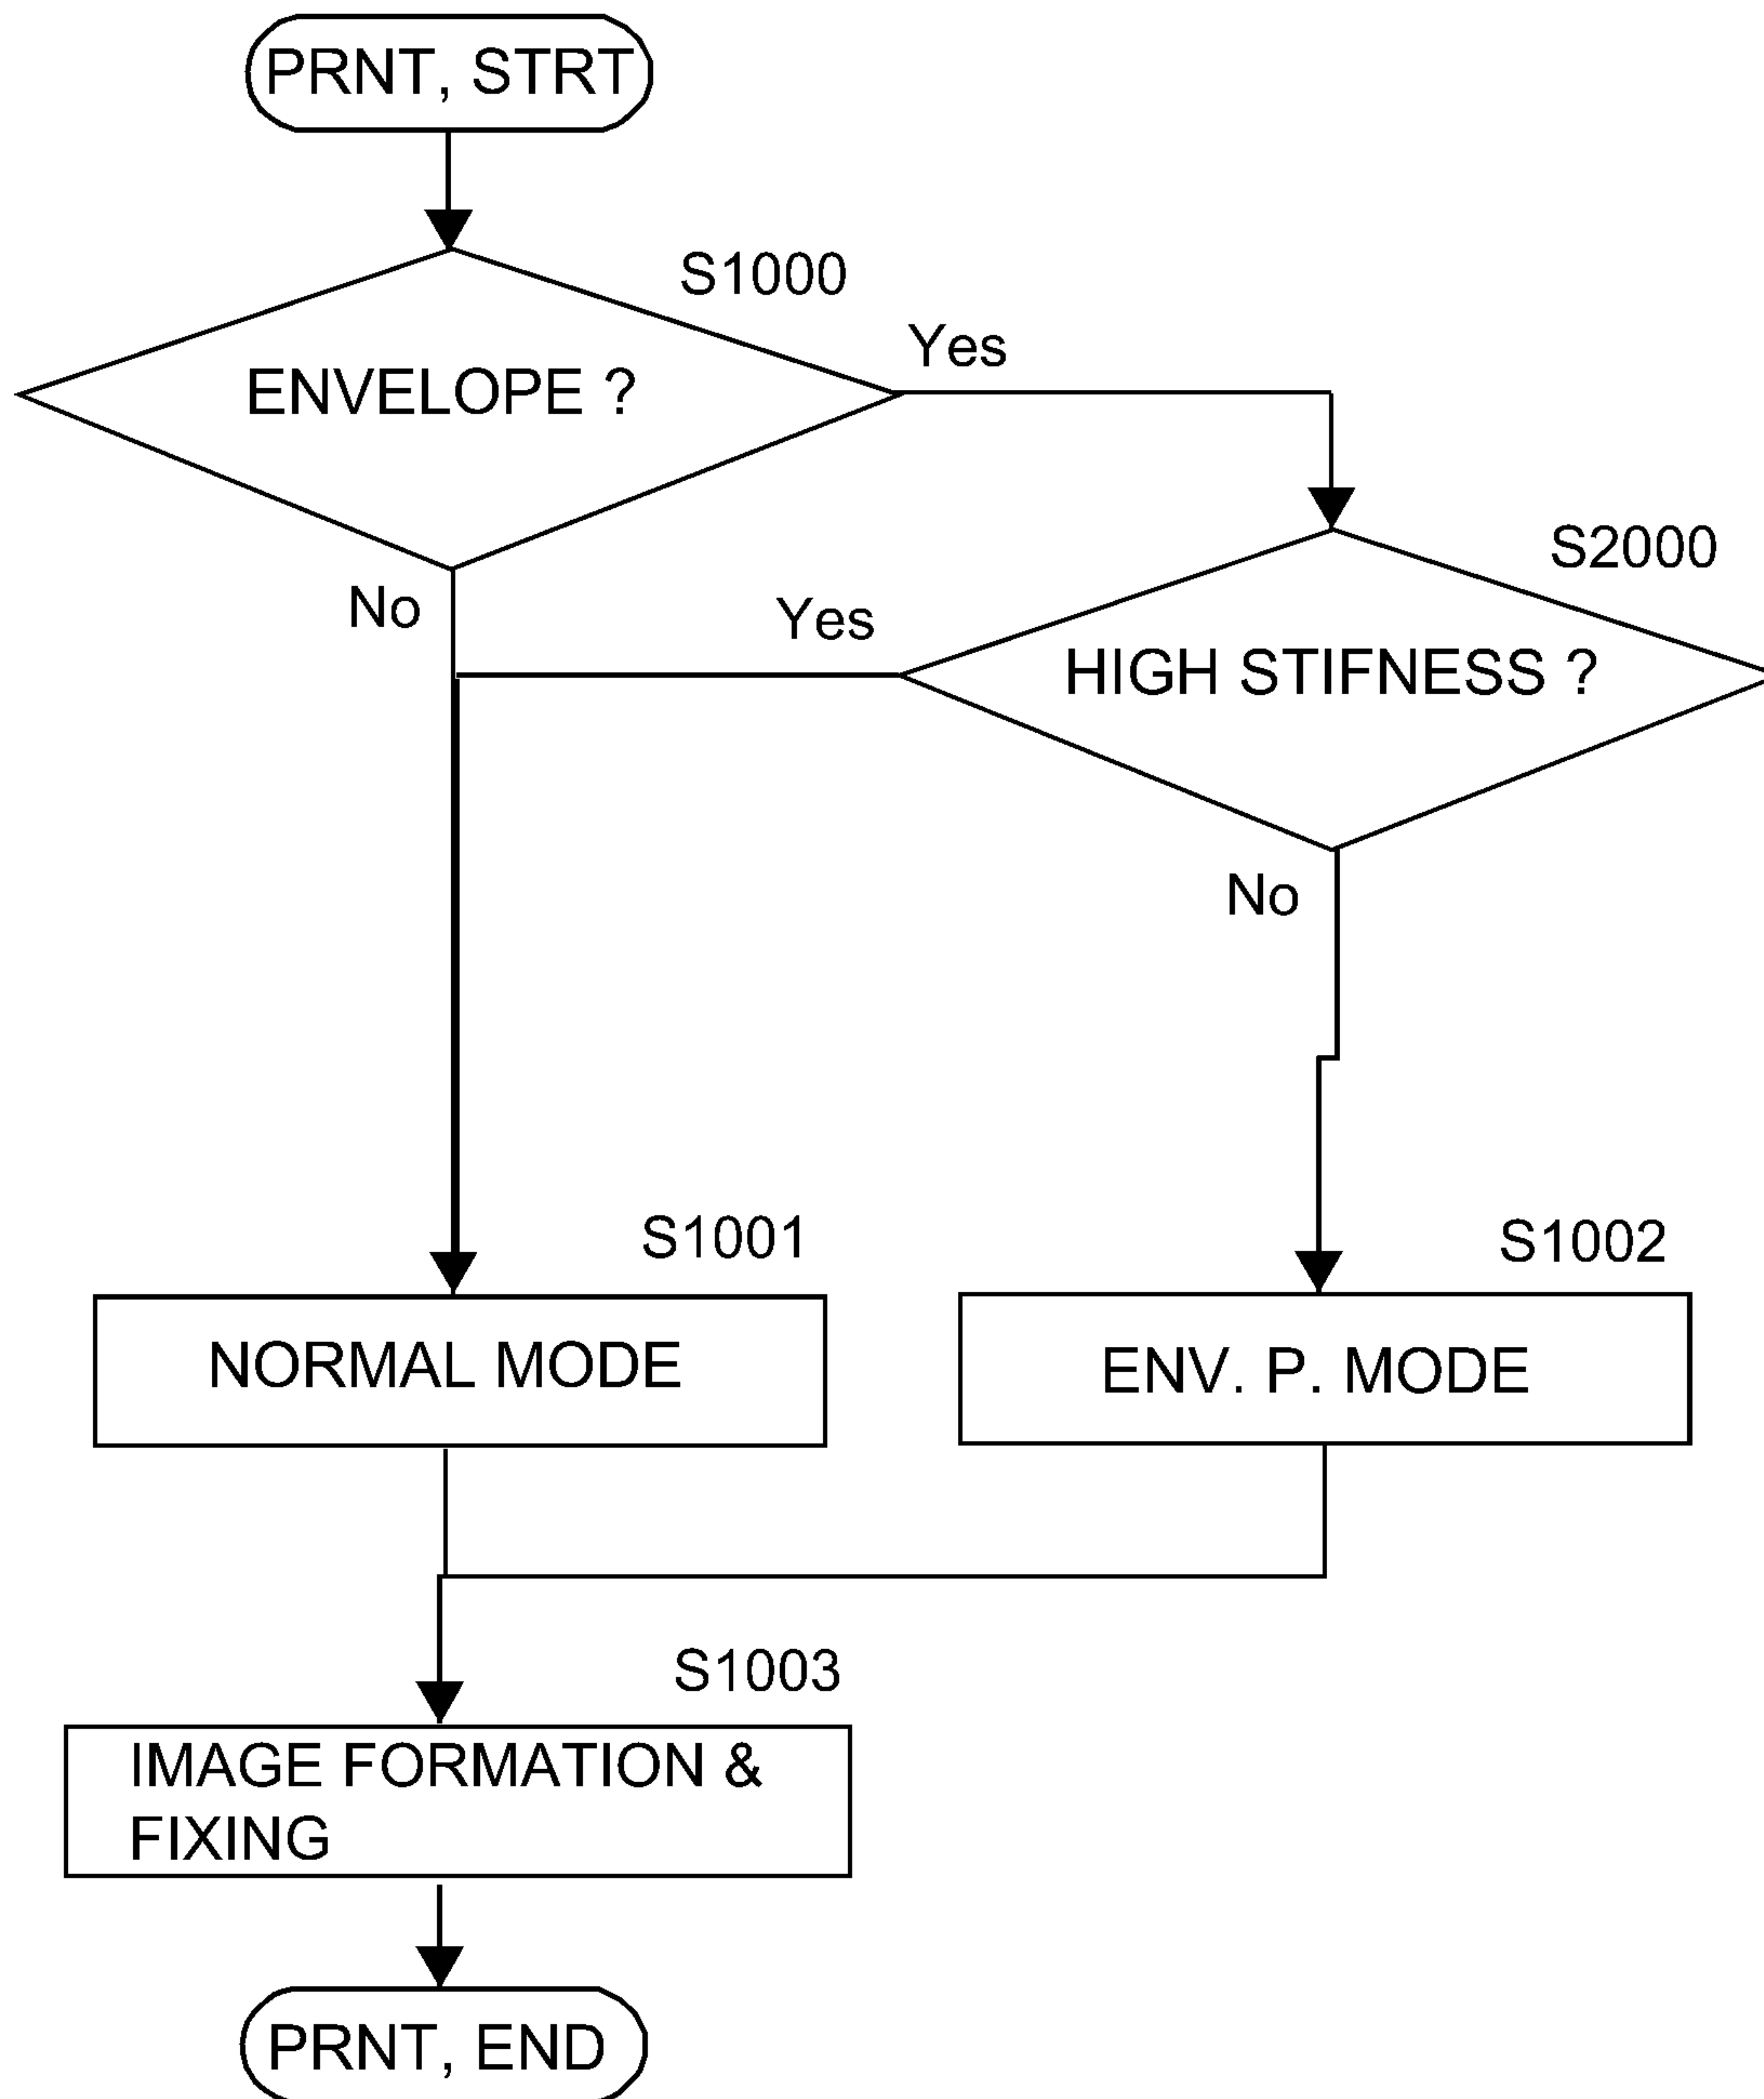 PRNT, STRT
S1000
Yes
ENVELOPE ?
S2000
No
Yes
HIGH STIFNESS ?
No
S1001
S1002
NORMAL MODE
ENV. P. MODE
S1003
IMAGE FORMATION &
FIXING
PRNT, END